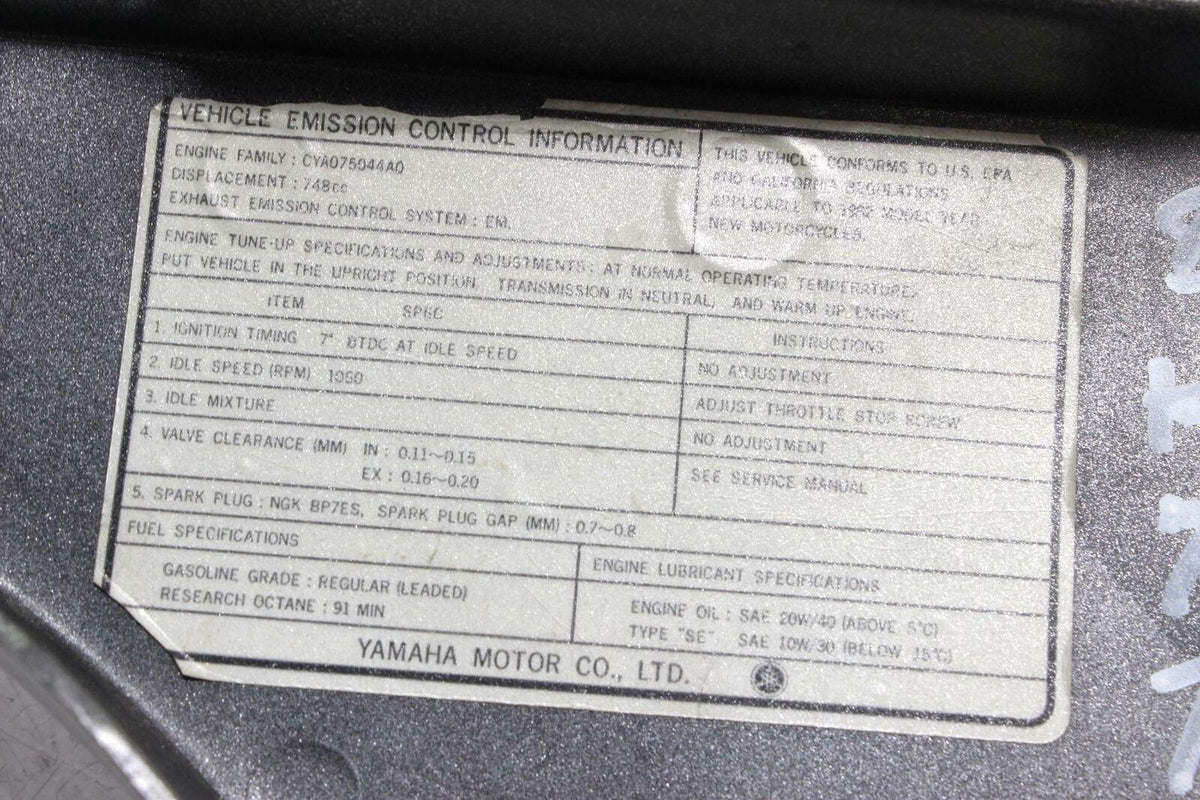 VEHICLE EMISSION CONTROL INFORMATION
ENGINE FAMILY : CYA075044A0
DISPLACEMENT : 748cc
EXHAUST EMISSION CONTROL SYSTEM : EM.
THIS VEHICLE CONFORMS TO U.S. EPA
AND CALIFORNIA REGULATIONS
APPLICABLE TO 1982 MODEL YEAR
NEW MOTORCYCLES.
ENGINE TUNE-UP SPECIFICATIONS AND ADJUSTMENTS : AT NORMAL OPERATING TEMPERATURE,
PUT VEHICLE IN THE UPRIGHT POSITION, TRANSMISSION IN NEUTRAL, AND WARM UP ENGINE.
ITEM SPEC INSTRUCTIONS
1. IGNITION TIMING 7° BTDC AT IDLE SPEED NO ADJUSTMENT
2. IDLE SPEED (RPM) 1050 ADJUST THROTTLE STOP SCREW
3. IDLE MIXTURE NO ADJUSTMENT
4. VALVE CLEARANCE (MM) IN : 0.11~0.15 SEE SERVICE MANUAL
EX : 0.16~0.20
5. SPARK PLUG : NGK BP7ES, SPARK PLUG GAP (MM) : 0.7~0.8
FUEL SPECIFICATIONS
GASOLINE GRADE : REGULAR (LEADED)
RESEARCH OCTANE : 91 MIN
ENGINE LUBRICANT SPECIFICATIONS
ENGINE OIL : SAE 20W/40 (ABOVE 5°C)
TYPE "SE" SAE 10W/30 (BELOW 15°C)
YAMAHA MOTOR CO., LTD.